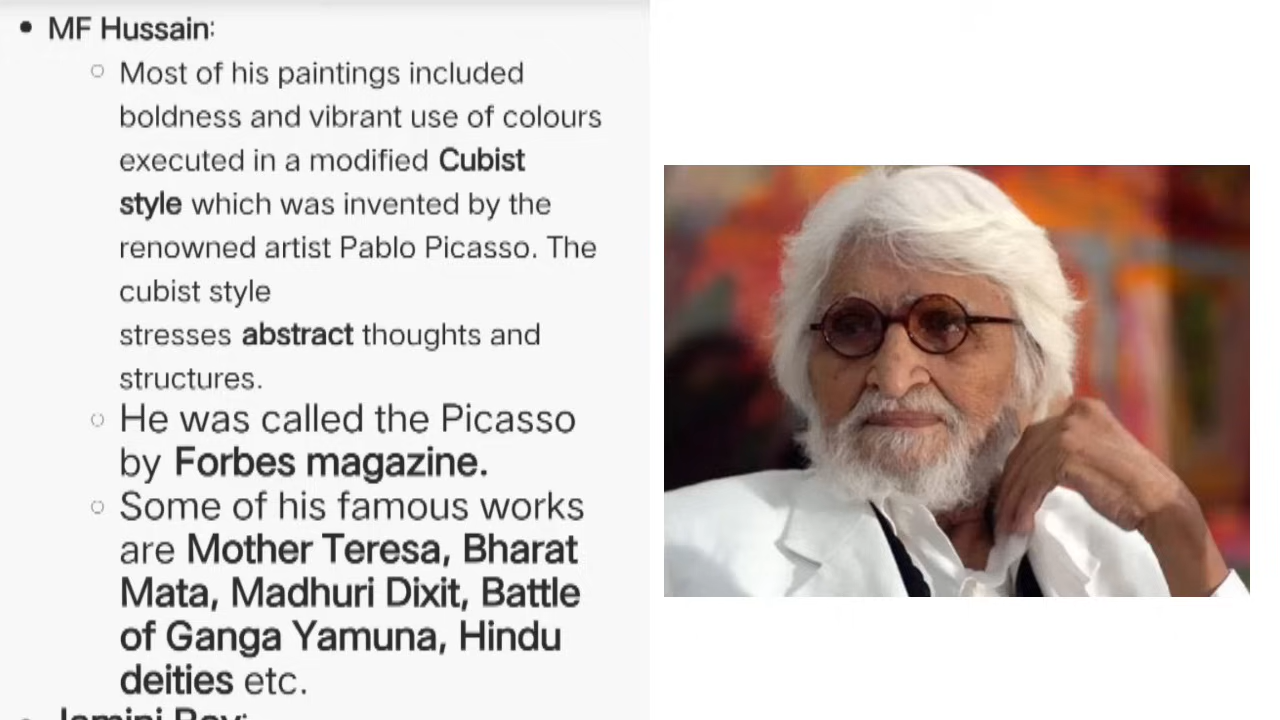 • MF Hussain:
○ Most of his paintings included
boldness and vibrant use of colours
executed in a modified Cubist
style which was invented by the
renowned artist Pablo Picasso. The
cubist style
stresses abstract thoughts and
structures.
○ He was called the Picasso
by Forbes magazine.
○ Some of his famous works
are Mother Teresa, Bharat
Mata, Madhuri Dixit, Battle
of Ganga Yamuna, Hindu
deities etc.
• Jamini Roy: